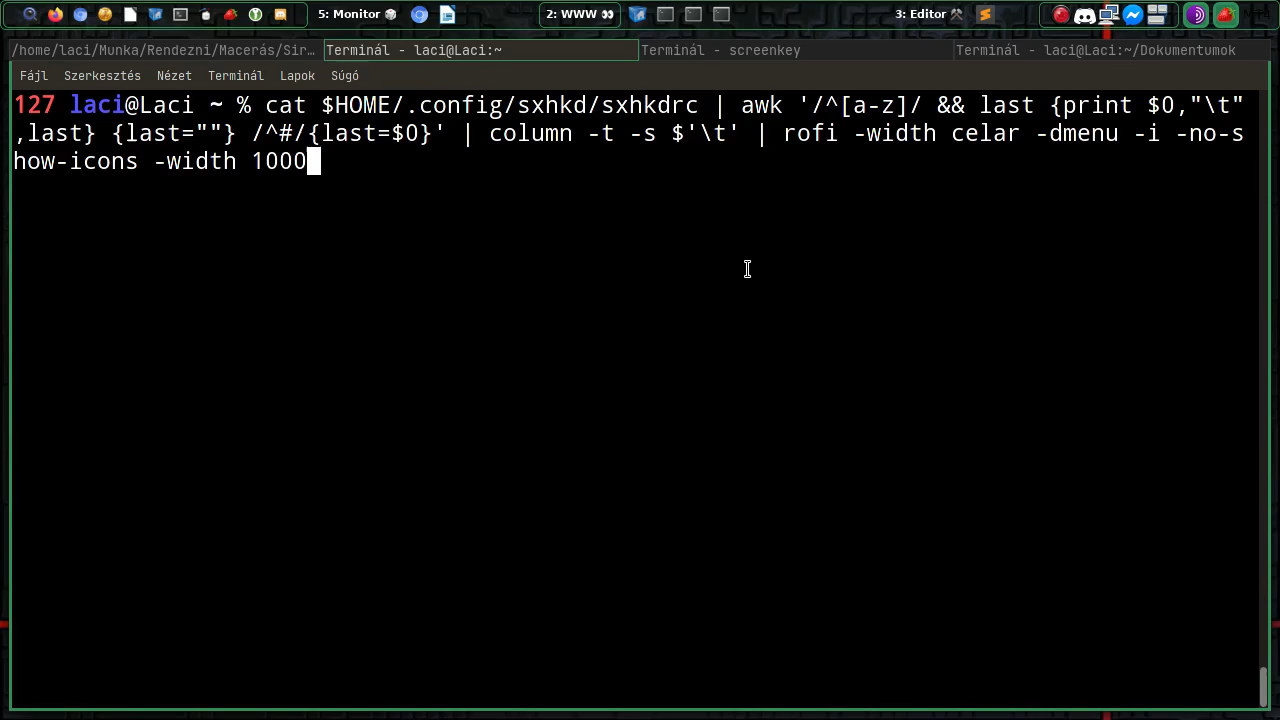 5: Monitor
2: WWW
3: Editor
/home/laci/Munka/Rendezni/Macerás/Sir…
Terminál - laci@Laci:~
Terminál - screenkey
Terminál - laci@Laci:~/Dokumentumok
Fájl Szerkesztés Nézet Terminál Lapok Súgó
127 laci@Laci ~ % cat $HOME/.config/sxhkd/sxhkdrc | awk '/^[a-z]/ && last {print $0,"\t"
,last} {last=""} /^#/{last=$0}' | column -t -s $'\t' | rofi -width celar -dmenu -i -no-s
how-icons -width 1000